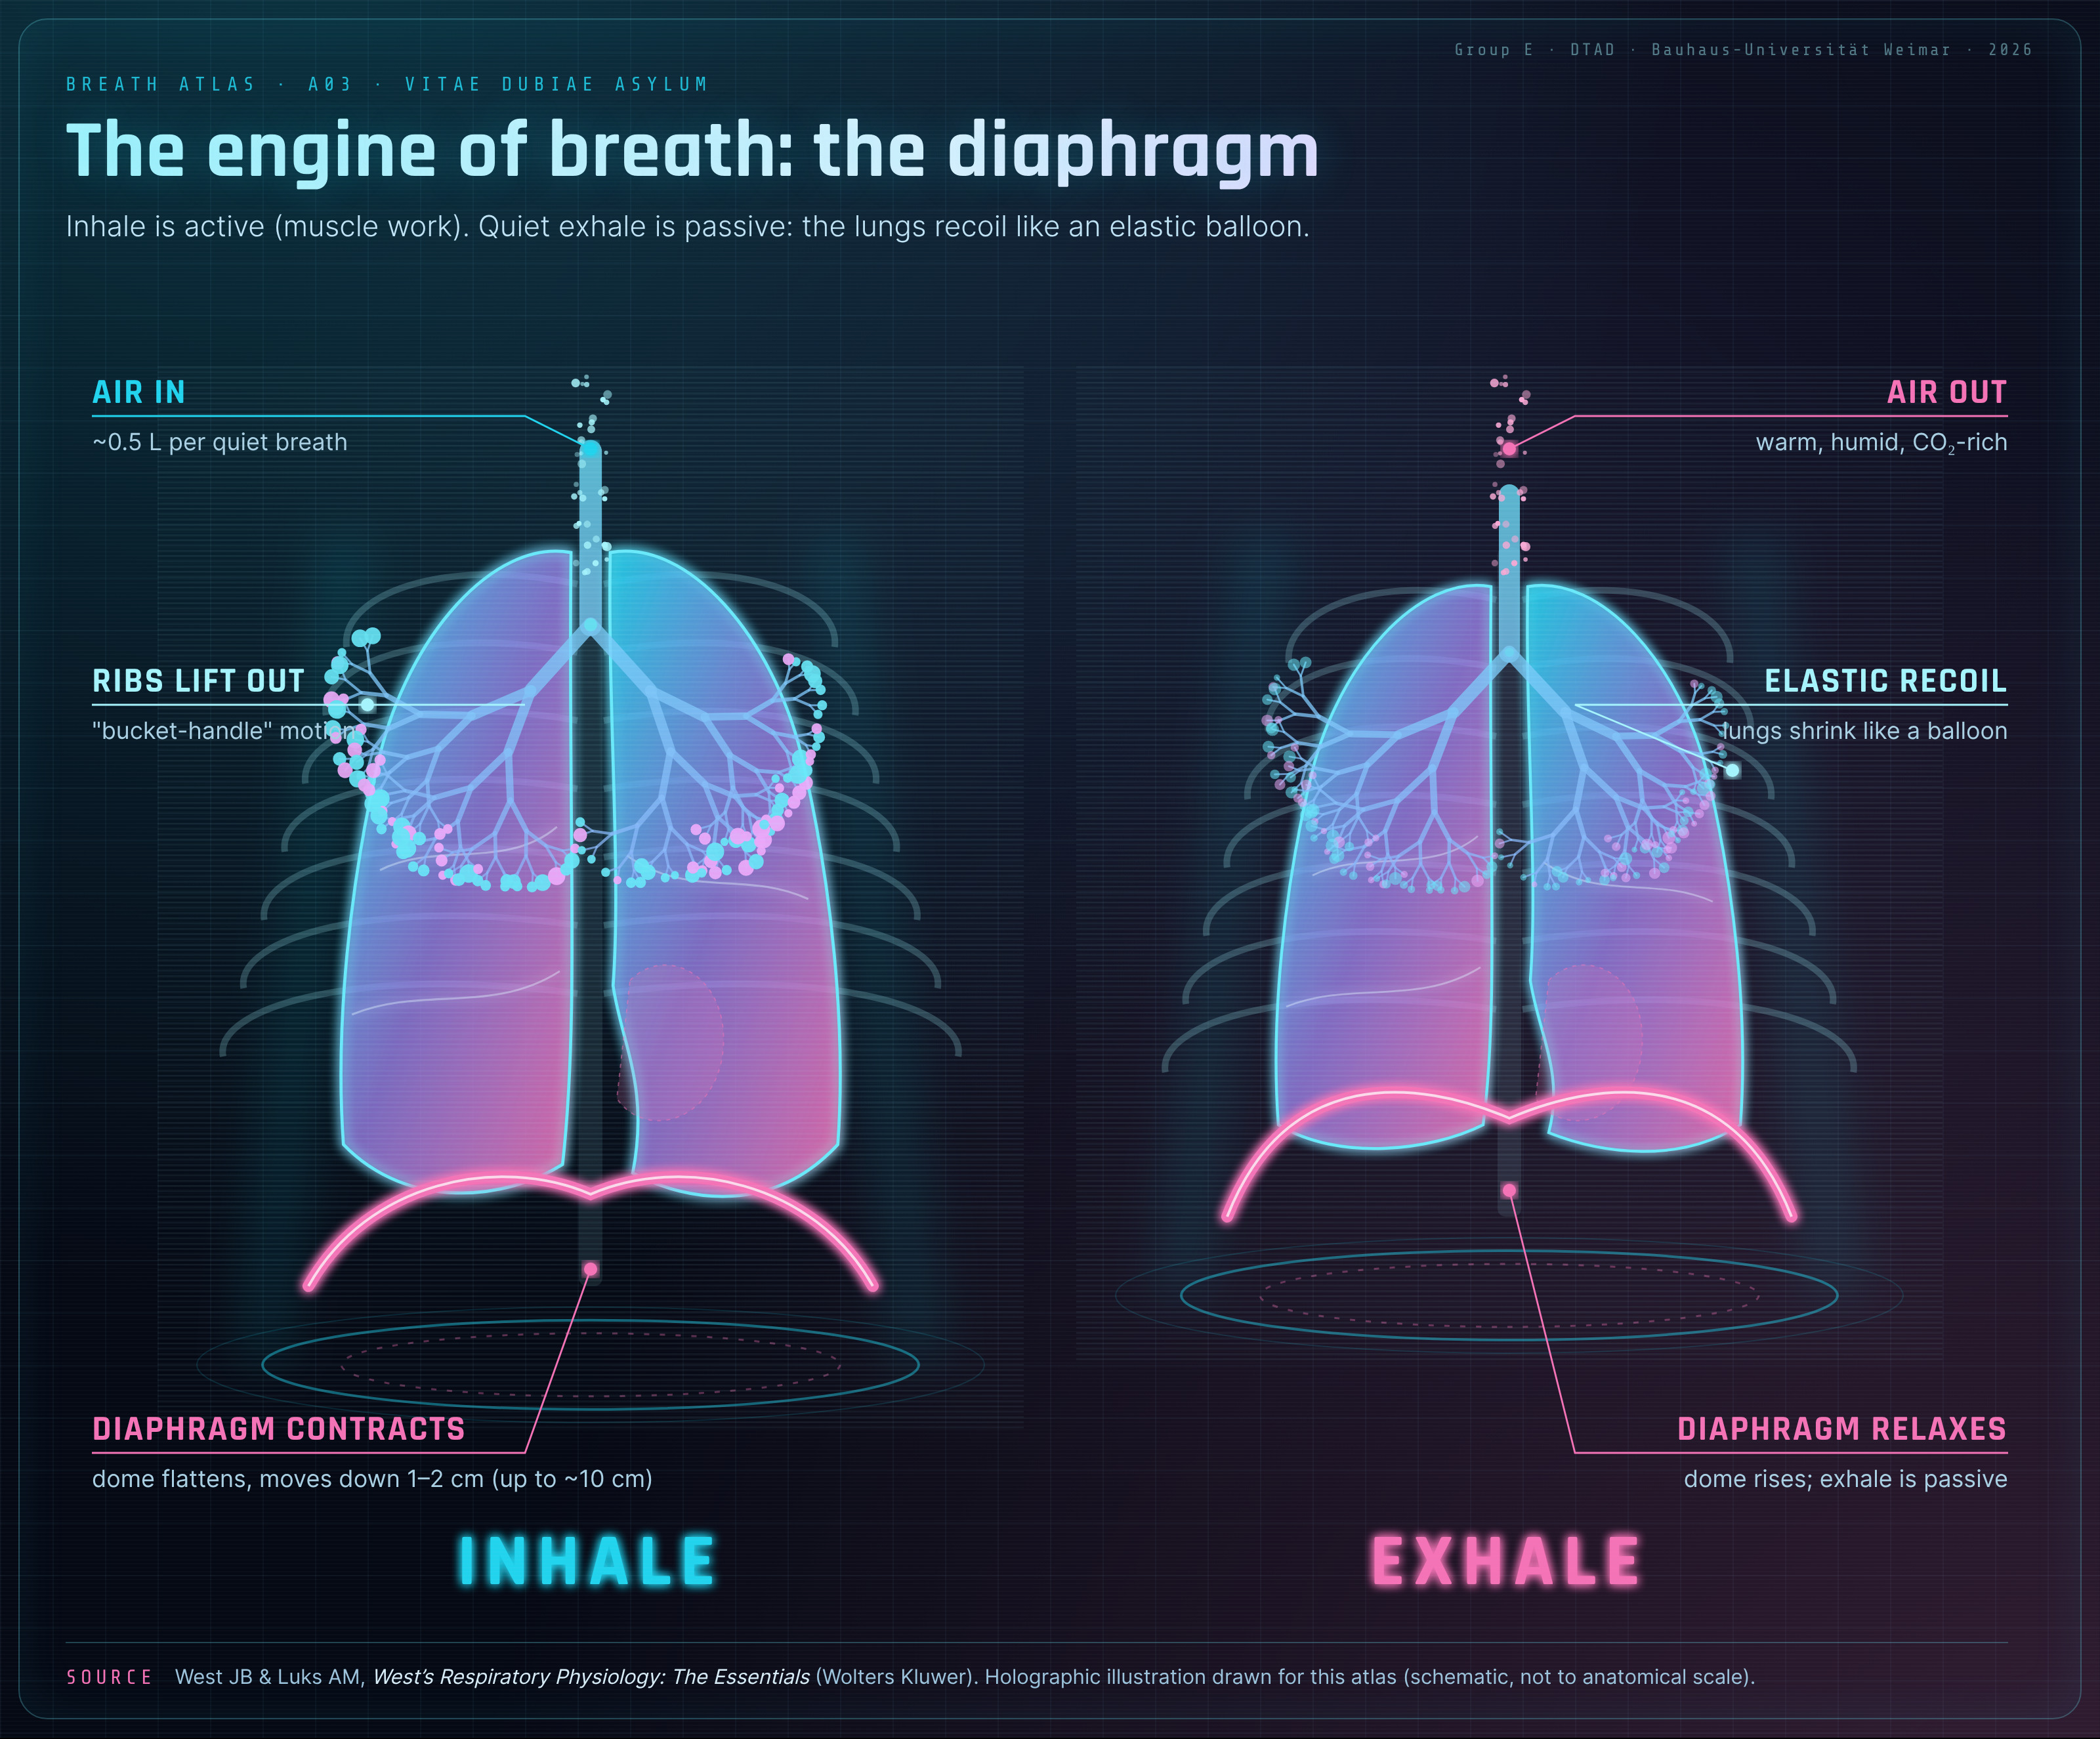 Group E · DTAD · Bauhaus-Universität Weimar · 2026
BREATH ATLAS · A03 · VITAE DUBIAE ASYLUM
The engine of breath: the diaphragm
Inhale is active (muscle work). Quiet exhale is passive: the lungs recoil like an elastic balloon.
AIR IN
~0.5 L per quiet breath
RIBS LIFT OUT
"bucket-handle" motion
DIAPHRAGM CONTRACTS
dome flattens, moves down 1–2 cm (up to ~10 cm)
INHALE
AIR OUT
warm, humid, CO₂-rich
ELASTIC RECOIL
lungs shrink like a balloon
DIAPHRAGM RELAXES
dome rises; exhale is passive
EXHALE
SOURCE West JB & Luks AM, West's Respiratory Physiology: The Essentials (Wolters Kluwer). Holographic illustration drawn for this atlas (schematic, not to anatomical scale).